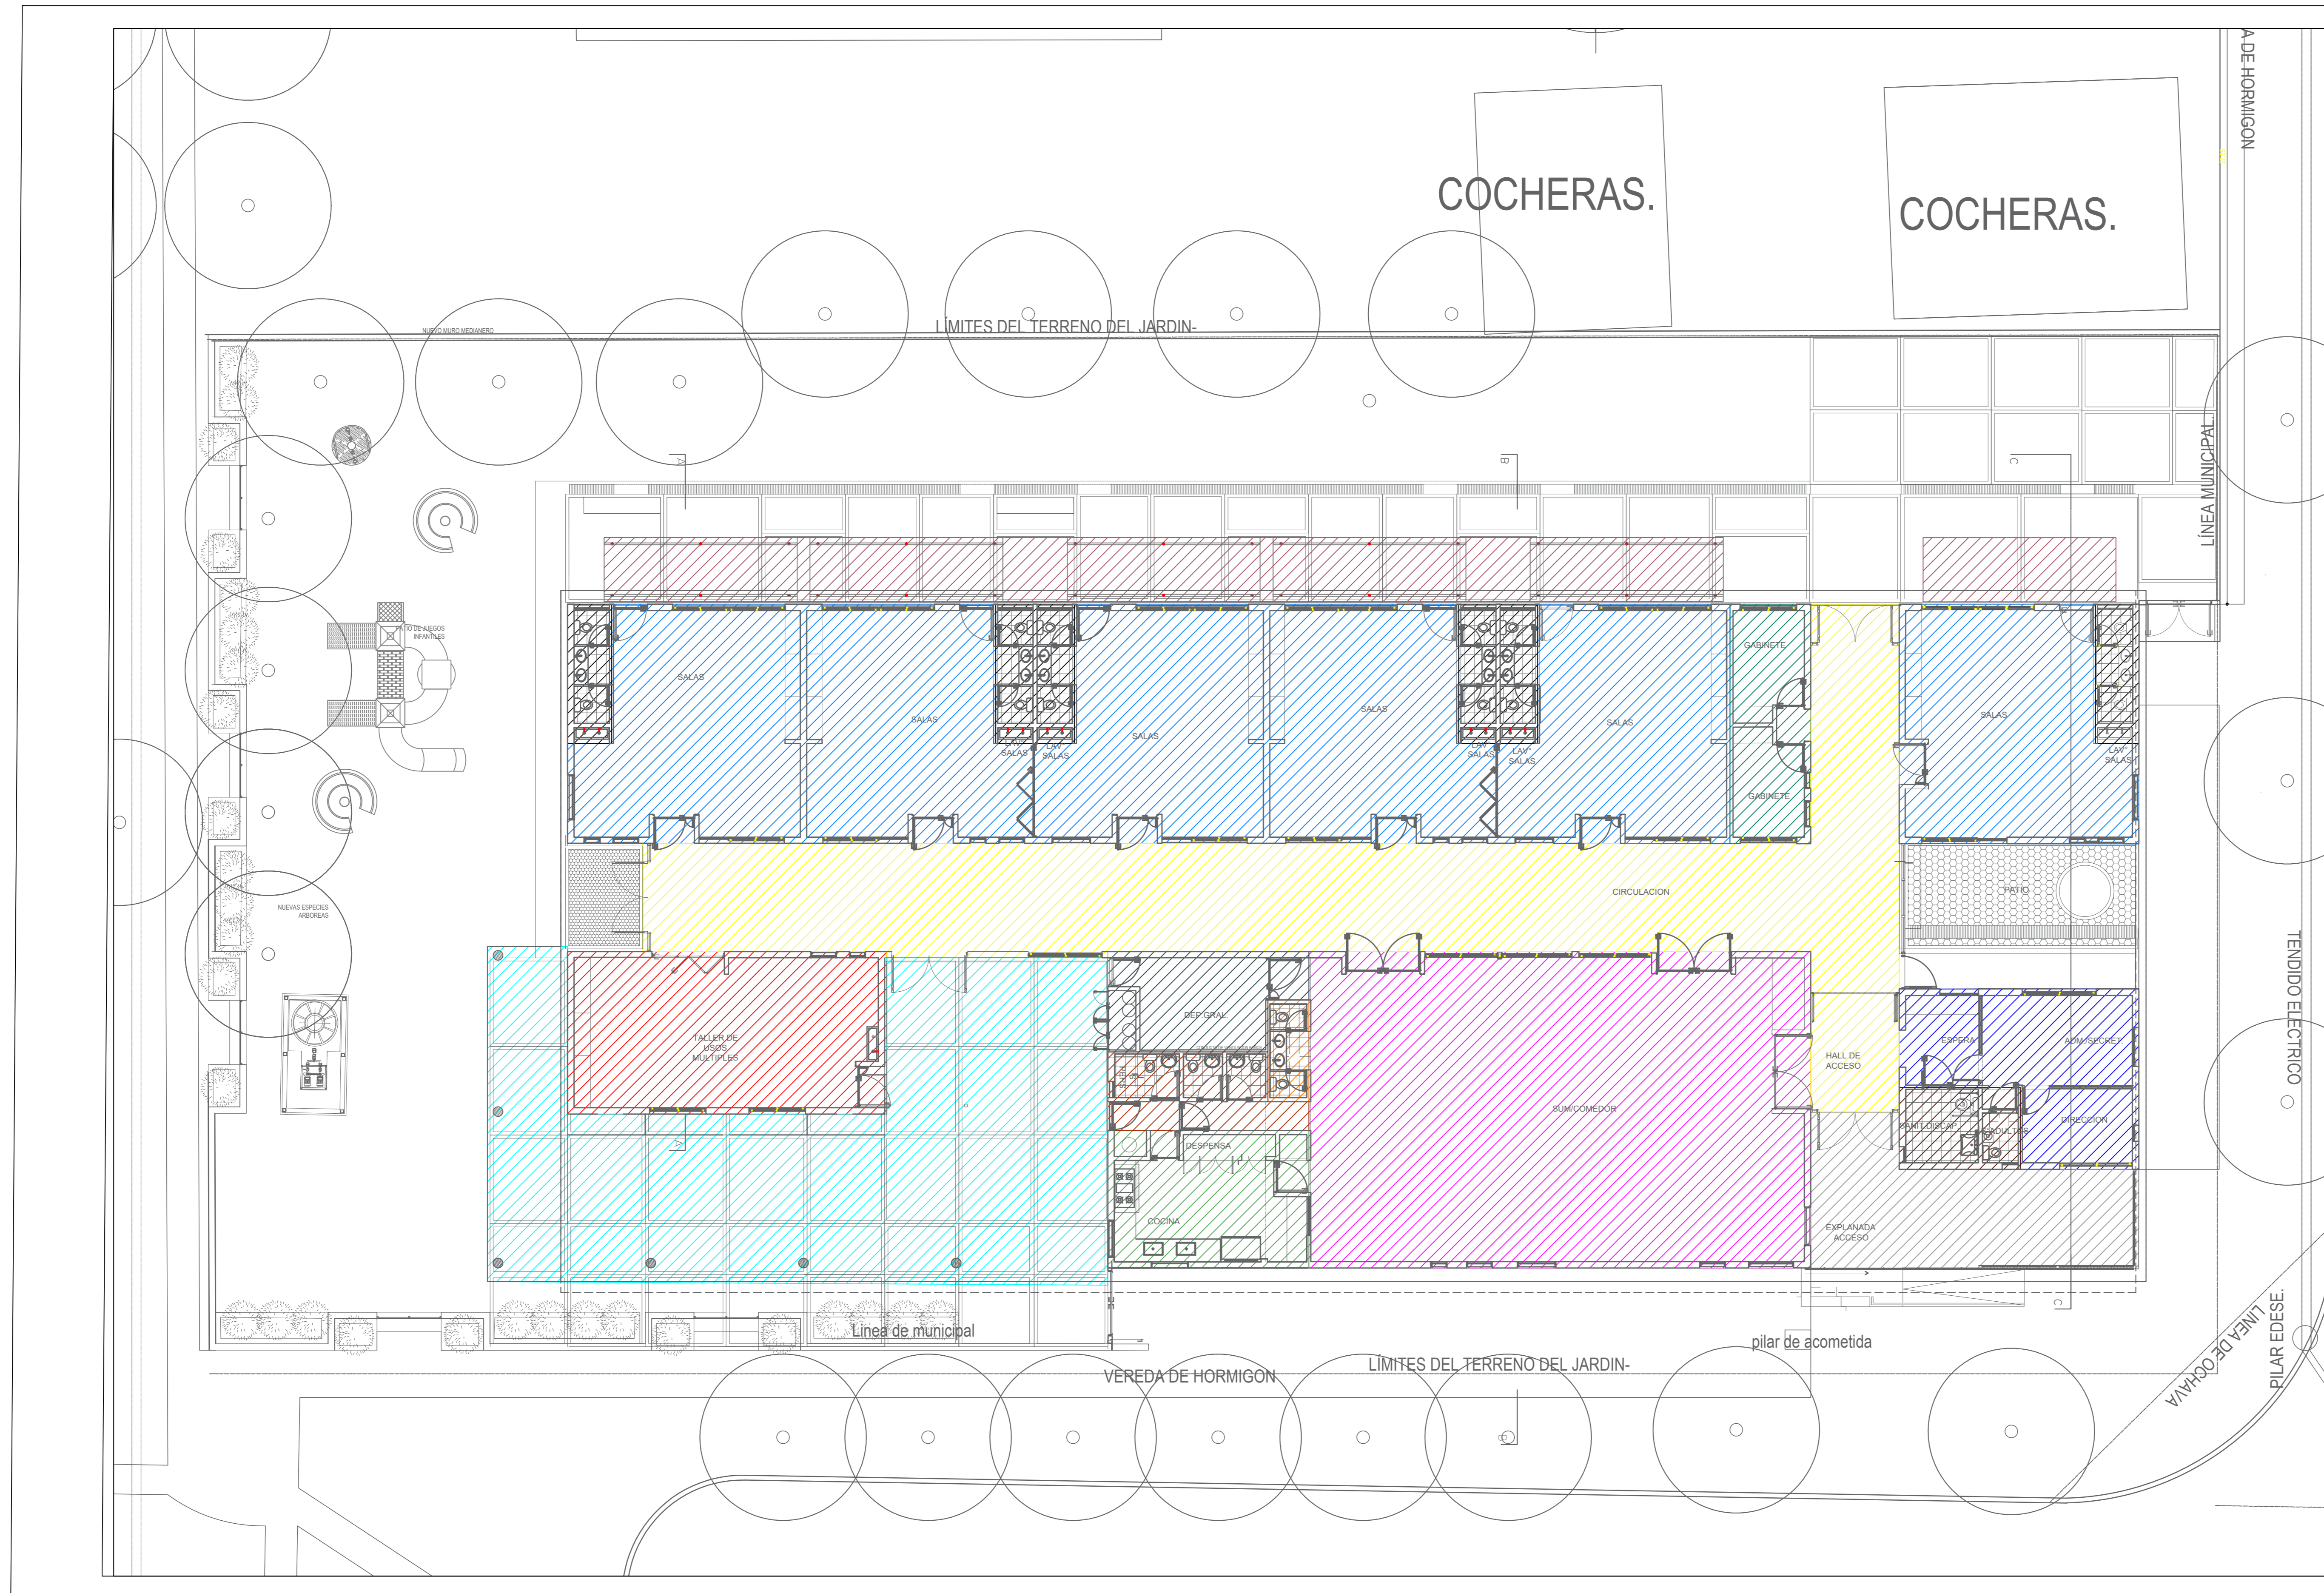 A DE HORMIGON
COCHERAS.
COCHERAS.
NUEVO MURO MEDIANERO
LÍMITES DEL TERRENO DEL JARDIN-
LÍNEA MUNICIPAL.
A
B
C
PATIO DE JUEGOS
INFANTILES
GABINETE
SALAS
SALAS
SALAS
SALAS
SALAS
SALAS
LAV°
SALAS
LAV°
SALAS
LAV°
SALAS
LAV°
SALAS
LAV°
SALAS
GABINETE
CIRCULACION
PATIO
NUEVAS ESPECIES
ARBOREAS
TENDIDO ELECTRICO
TALLER DE
USOS
MULTIPLES
DEP.GRAL.
HALL DE
ACCESO
ESPERA
ADM./SECRET.
SUM/COMEDOR
SANIT.DISCAP
ADULTOS
DIRECCION
A
DESPENSA
COCINA
EXPLANADA
ACCESO
C
Linea de municipal
pilar de acometida
LÍMITES DEL TERRENO DEL JARDIN-
VEREDA DE HORMIGON
LINEA DE OCHAVA
PILAR EDESE.
B